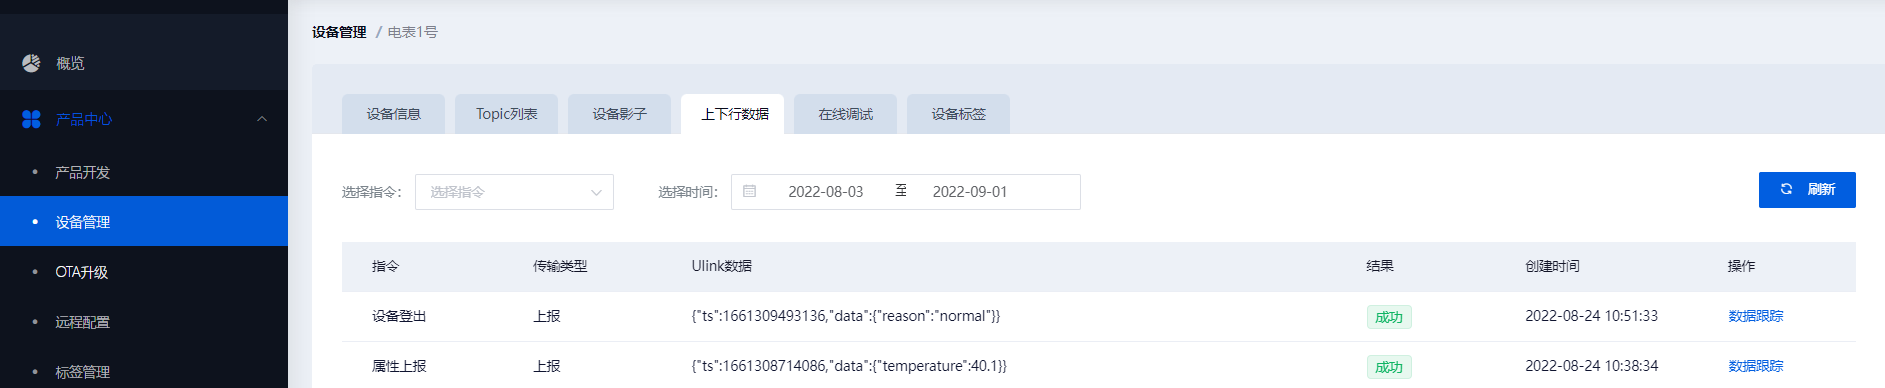 设备管理 / 电表1号
概览
产品中心
产品开发
设备管理
OTA升级
远程配置
标签管理
设备信息 Topic列表 设备影子 上下行数据 在线调试 设备标签
选择指令: 选择指令 选择时间: 2022-08-03 至 2022-09-01 刷新
指令 传输类型 Ulink数据 结果 创建时间 操作
设备登出 上报 {"ts":1661309493136,"data":{"reason":"normal"}} 成功 2022-08-24 10:51:33 数据跟踪
属性上报 上报 {"ts":1661308714086,"data":{"temperature":40.1}} 成功 2022-08-24 10:38:34 数据跟踪